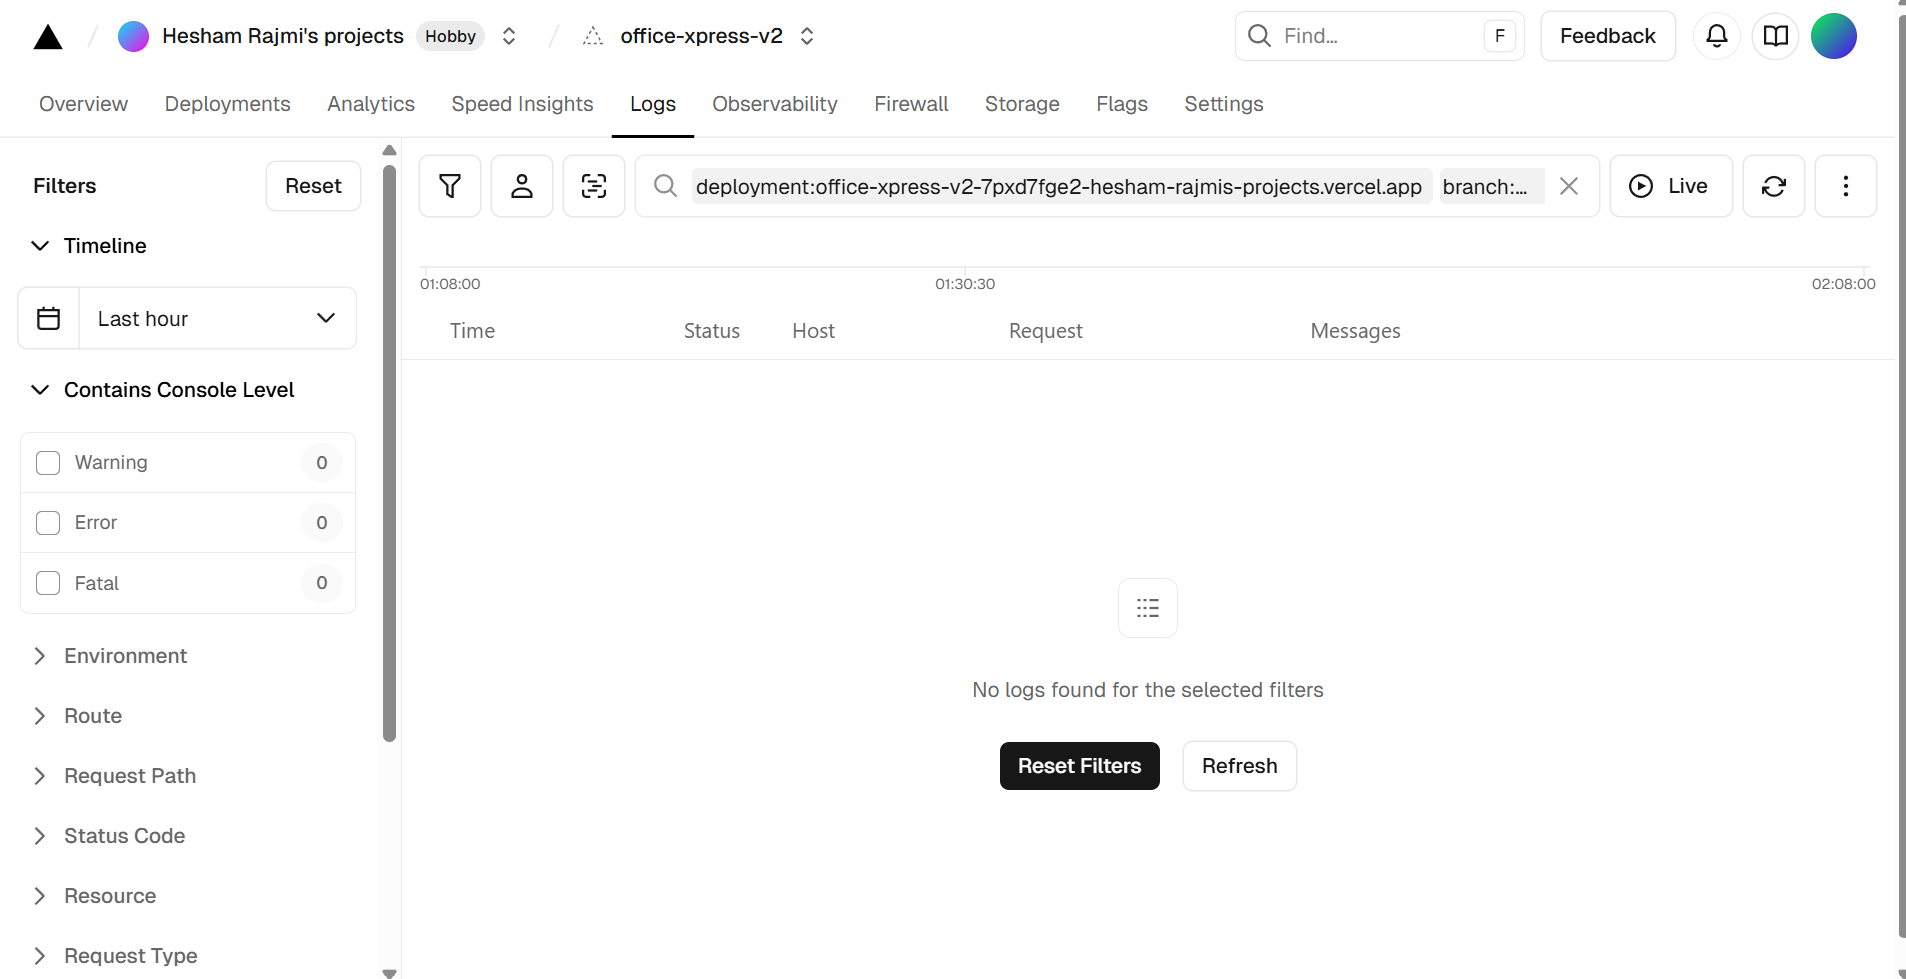 Hesham Rajmi's projects Hobby office-xpress-v2 Find... F Feedback
Overview Deployments Analytics Speed Insights Logs Observability Firewall Storage Flags Settings
Filters Reset
Timeline
Last hour
Contains Console Level
Warning 0
Error 0
Fatal 0
Environment
Route
Request Path
Status Code
Resource
Request Type
deployment:office-xpress-v2-7pxd7fge2-hesham-rajmis-projects.vercel.app branch:... Live
01:08:00 01:30:30 02:08:00
Time Status Host Request Messages
No logs found for the selected filters
Reset Filters Refresh